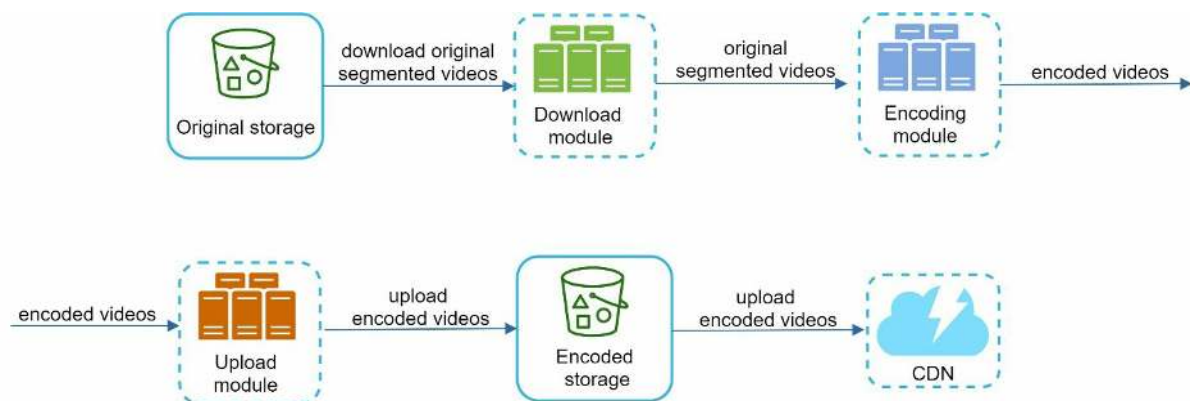 download original
segmented videos
original
segmented videos
encoded videos
Original storage
Download
module
Encoding
module
encoded videos
upload
encoded videos
upload
encoded videos
Upload
module
Encoded
storage
CDN